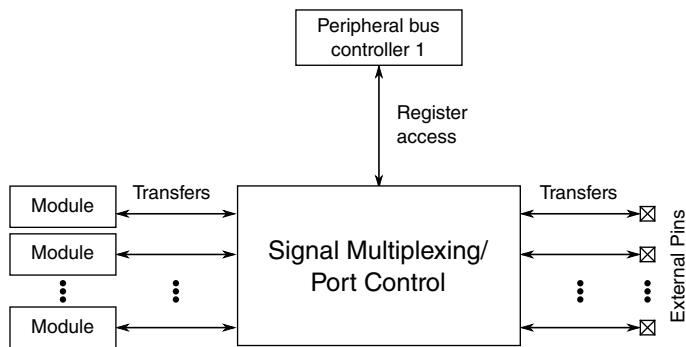 Peripheral bus
controller 1
Register
access
Module
Transfers
Transfers
Module
Signal Multiplexing/
Port Control
Module
External Pins